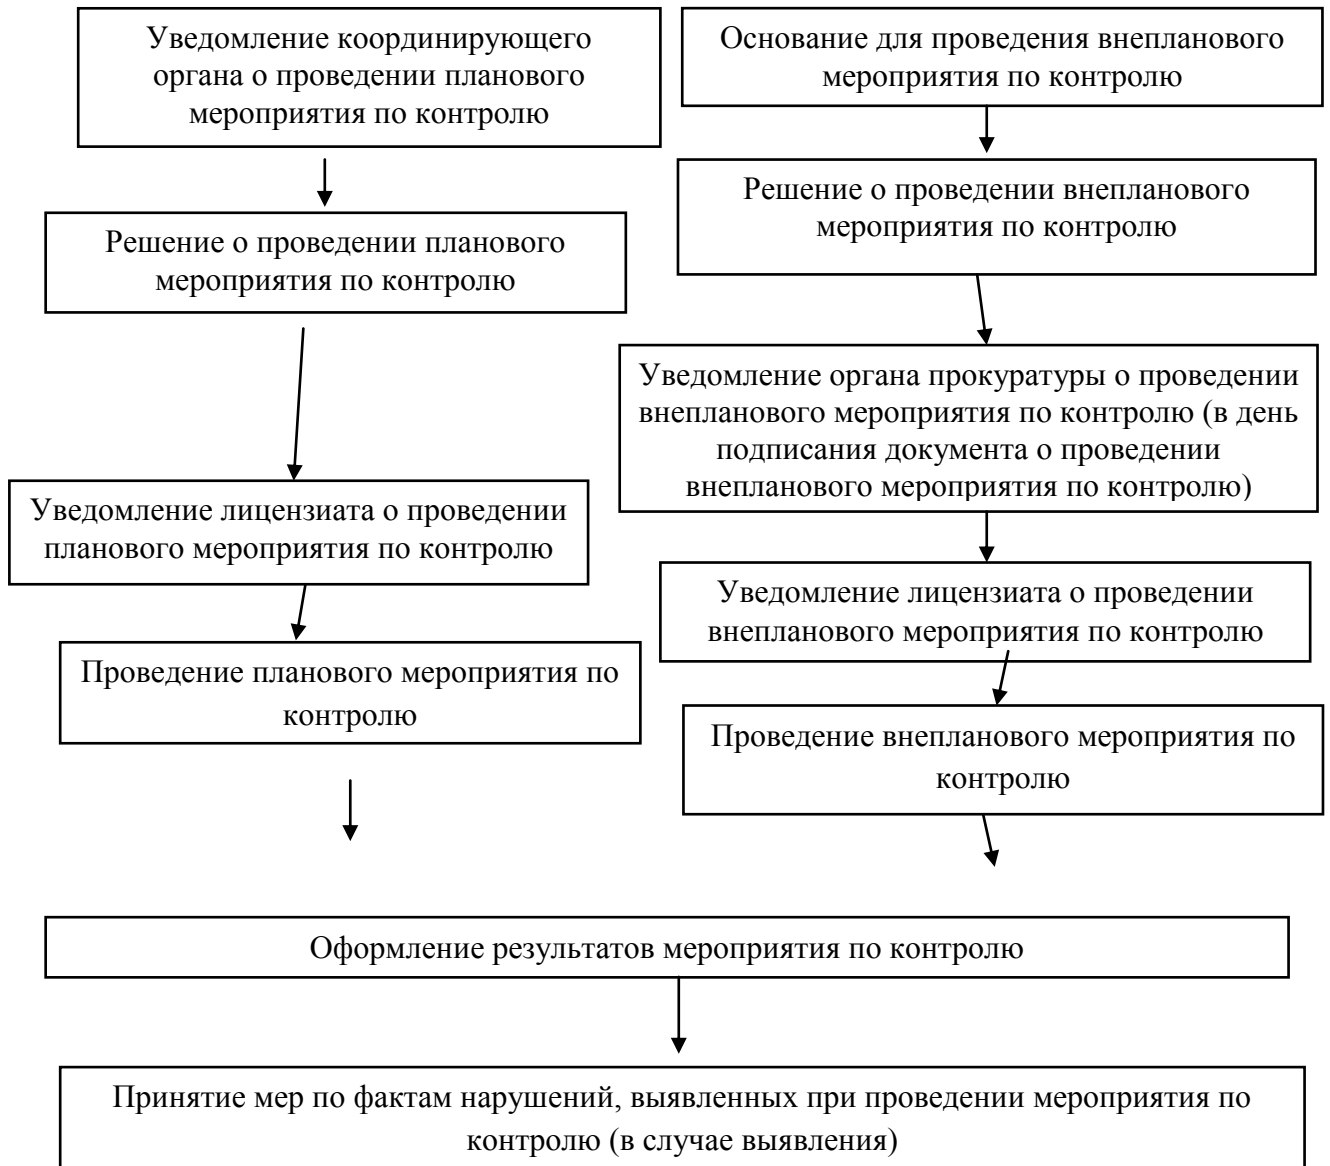 Уведомление координирующего
органа о проведении планового
мероприятия по контролю
Основание для проведения внепланового
мероприятия по контролю
Решение о проведении планового
мероприятия по контролю
Решение о проведении внепланового
мероприятия по контролю
Уведомление органа прокуратуры о проведении
внепланового мероприятия по контролю (в день
подписания документа о проведении
внепланового мероприятия по контролю)
Уведомление лицензиата о проведении
планового мероприятия по контролю
Уведомление лицензиата о проведении
внепланового мероприятия по контролю
Проведение планового мероприятия по
контролю
Проведение внепланового мероприятия по
контролю
Оформление результатов мероприятия по контролю
Принятие мер по фактам нарушений, выявленных при проведении мероприятия по
контролю (в случае выявления)